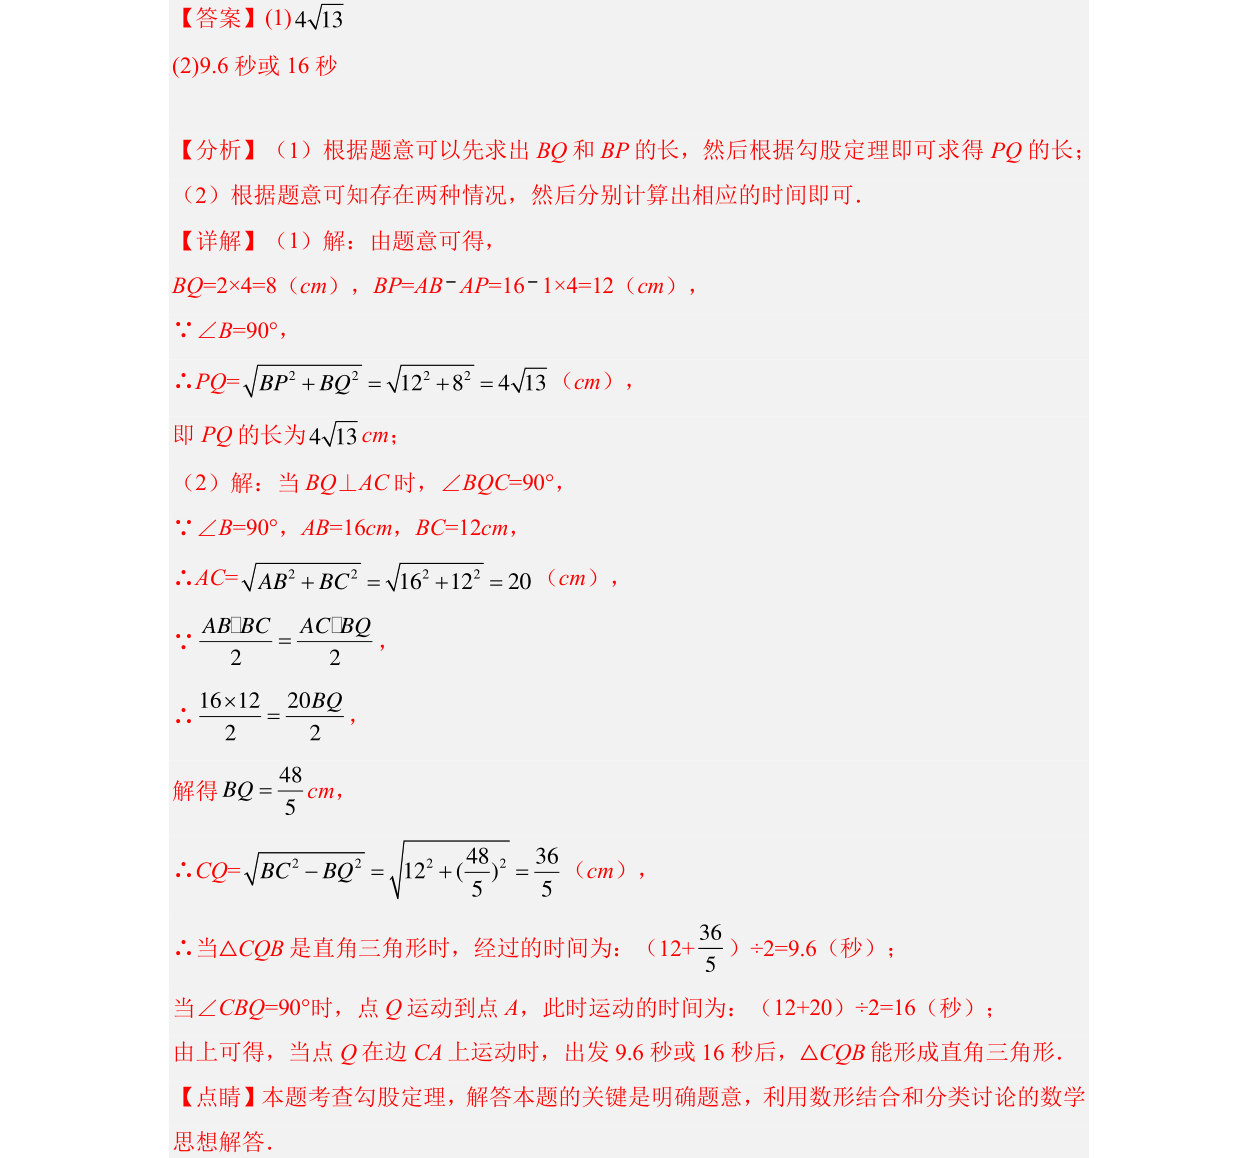 【答案】(1)4√13
(2)9.6 秒或 16 秒
【分析】（1）根据题意可以先求出 BQ 和 BP 的长，然后根据勾股定理即可求得 PQ 的长；
（2）根据题意可知存在两种情况，然后分别计算出相应的时间即可．
【详解】（1）解：由题意可得，
BQ=2×4=8（cm），BP=AB−AP=16−1×4=12（cm），
∵∠B=90°，
∴PQ=√(BP²+BQ²)=√(12²+8²)=4√13（cm），
即 PQ 的长为4√13cm；
（2）解：当 BQ⊥AC 时，∠BQC=90°，
∵∠B=90°，AB=16cm，BC=12cm，
∴AC=√(AB²+BC²)=√(16²+12²)=20（cm），
∵(AB▯BC)/2=(AC▯BQ)/2，
∴(16×12)/2=(20BQ)/2，
解得 BQ=48/5 cm，
∴CQ=√(BC²−BQ²)=√(12²+(48/5)²)=36/5（cm），
∴当△CQB 是直角三角形时，经过的时间为：（12+36/5）÷2=9.6（秒）；
当∠CBQ=90°时，点 Q 运动到点 A，此时运动的时间为：（12+20）÷2=16（秒）；
由上可得，当点 Q 在边 CA 上运动时，出发 9.6 秒或 16 秒后，△CQB 能形成直角三角形．
【点睛】本题考查勾股定理，解答本题的关键是明确题意，利用数形结合和分类讨论的数学
思想解答．